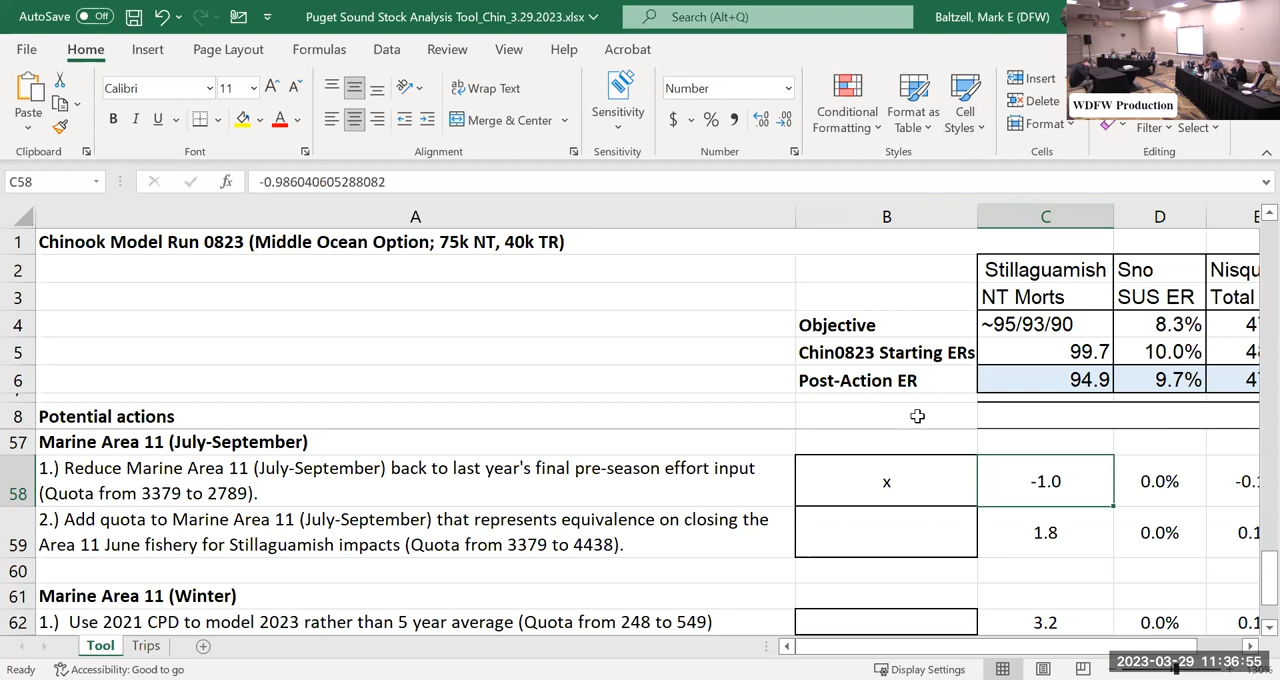 AutoSave Off Puget Sound Stock Analysis Tool_Chin_3.29.2023.xlsx Search (Alt+Q) Baltzell, Mark E (DFW)
File Home Insert Page Layout Formulas Data Review View Help Acrobat
Paste Calibri 11 Wrap Text Merge & Center Sensitivity Number Conditional Formatting Format as Table Cell Styles Insert Delete Format Filter Select
Clipboard Font Alignment Sensitivity Number Styles Cells Editing
WDFW Production
C58 fx -0.986040605288082
A B C D E
1 Chinook Model Run 0823 (Middle Ocean Option; 75k NT, 40k TR)
2 Stillaguamish Sno Nisqu
3 NT Morts SUS ER Total
4 Objective ~95/93/90 8.3% 4
5 Chin0823 Starting ERs 99.7 10.0% 4
6 Post-Action ER 94.9 9.7% 4
8 Potential actions
57 Marine Area 11 (July-September)
58 1.) Reduce Marine Area 11 (July-September) back to last year's final pre-season effort input
(Quota from 3379 to 2789). x -1.0 0.0% -0.1
59 2.) Add quota to Marine Area 11 (July-September) that represents equivalence on closing the
Area 11 June fishery for Stillaguamish impacts (Quota from 3379 to 4438). 1.8 0.0% 0.1
60
61 Marine Area 11 (Winter)
62 1.) Use 2021 CPD to model 2023 rather than 5 year average (Quota from 248 to 549) 3.2 0.0% 0.1
Tool Trips
Ready Accessibility: Good to go Display Settings 2023-03-29 11:36:55